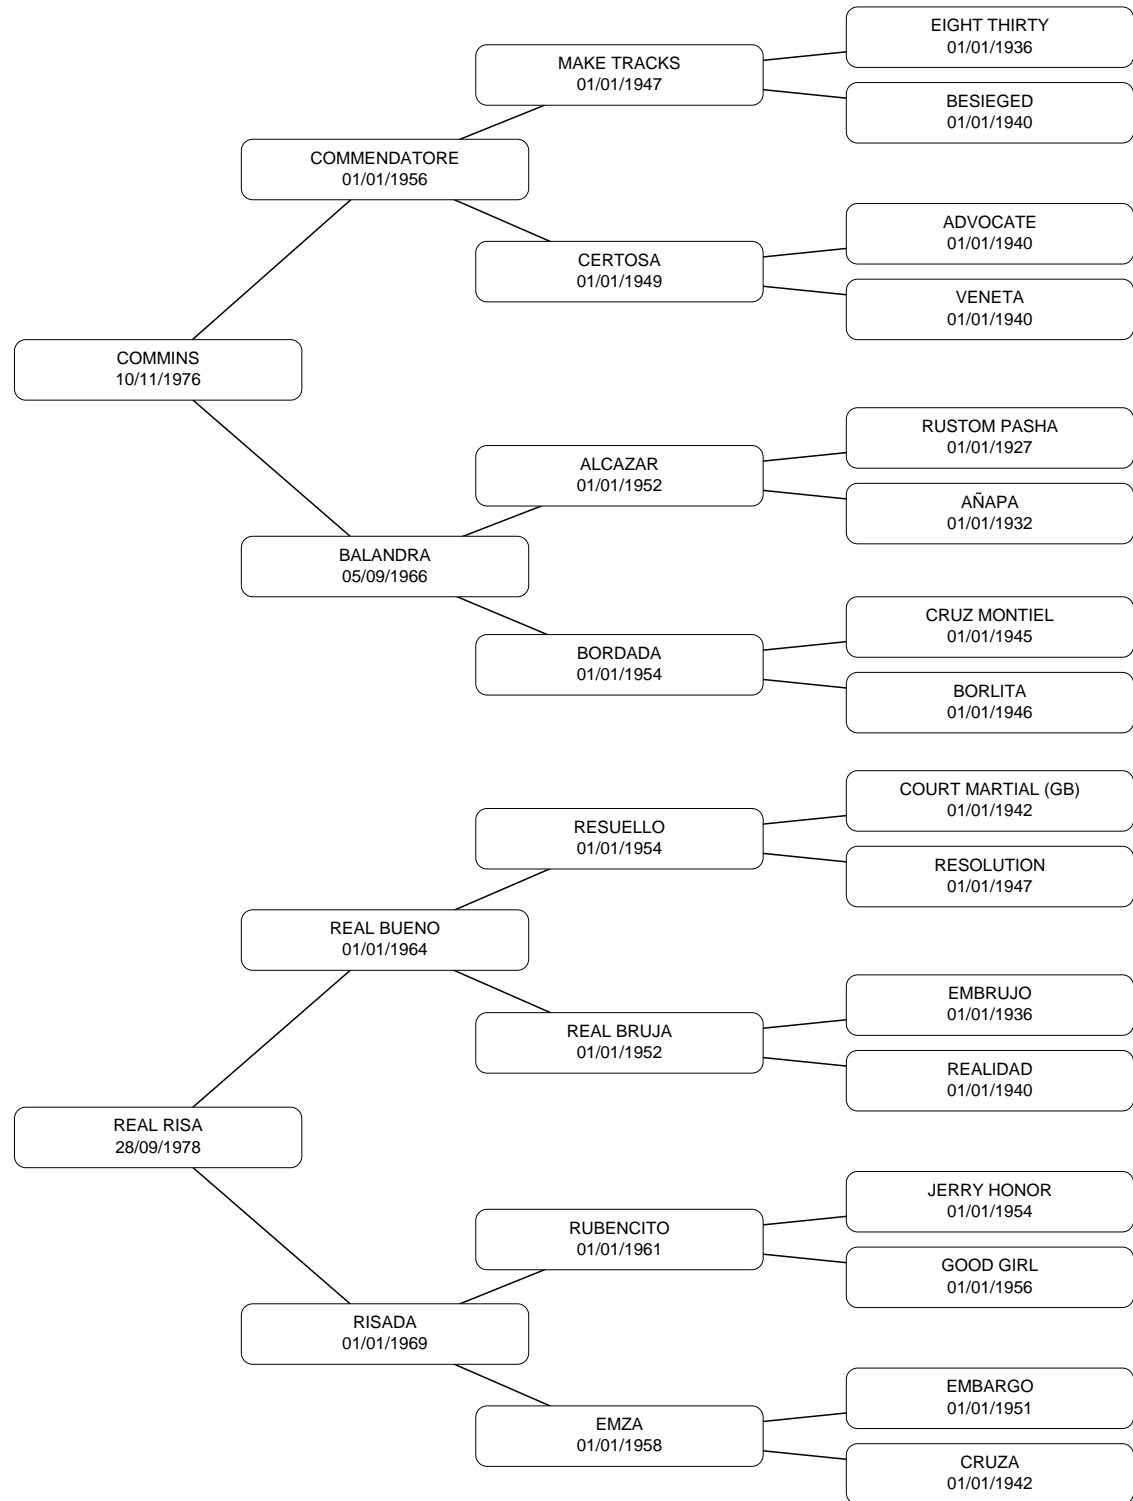 EIGHT THIRTY
01/01/1936
MAKE TRACKS
01/01/1947
BESIEGED
01/01/1940
COMMENDATORE
01/01/1956
ADVOCATE
01/01/1940
CERTOSA
01/01/1949
VENETA
01/01/1940
COMMINS
10/11/1976
RUSTOM PASHA
01/01/1927
ALCAZAR
01/01/1952
AÑAPA
01/01/1932
BALANDRA
05/09/1966
CRUZ MONTIEL
01/01/1945
BORDADA
01/01/1954
BORLITA
01/01/1946
COURT MARTIAL (GB)
01/01/1942
RESUELLO
01/01/1954
RESOLUTION
01/01/1947
REAL BUENO
01/01/1964
EMBRUJO
01/01/1936
REAL BRUJA
01/01/1952
REALIDAD
01/01/1940
REAL RISA
28/09/1978
JERRY HONOR
01/01/1954
RUBENCITO
01/01/1961
GOOD GIRL
01/01/1956
RISADA
01/01/1969
EMBARGO
01/01/1951
EMZA
01/01/1958
CRUZA
01/01/1942